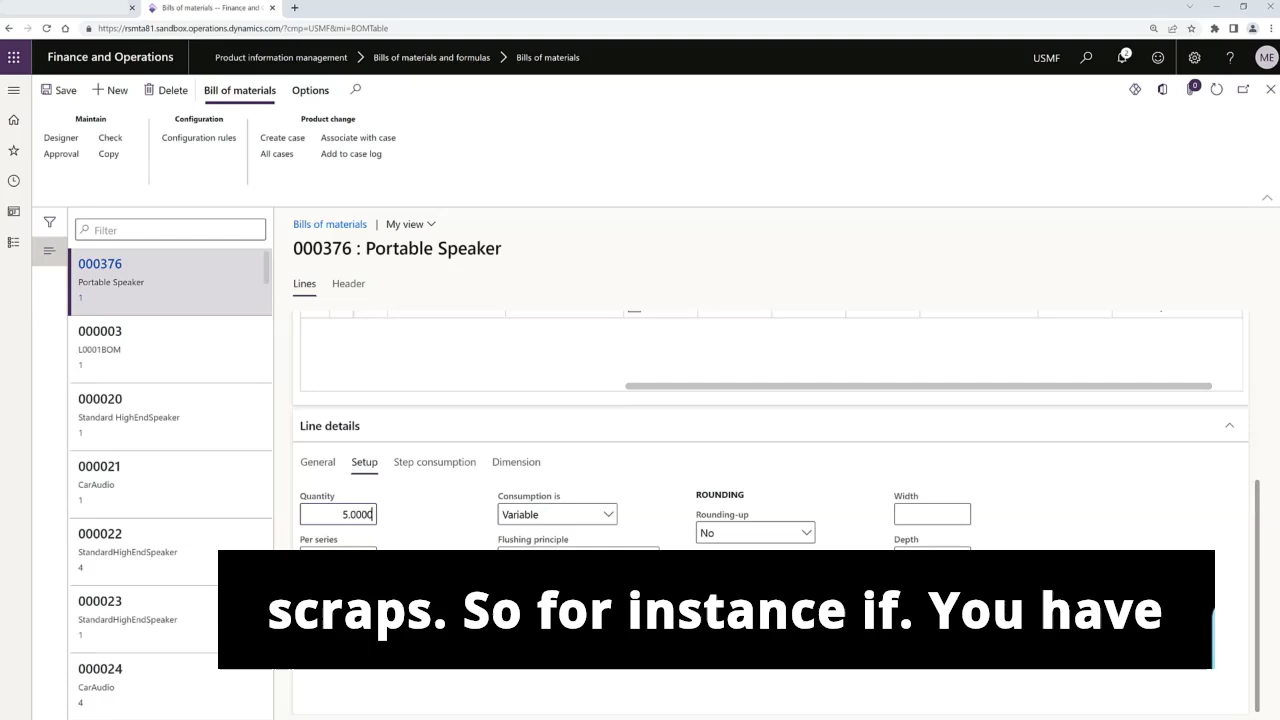 Bills of materials -- Finance and O
https://rsmta81.sandbox.operations.dynamics.com/?cmp=USMF&mi=BOMTable
Finance and Operations
Product information management > Bills of materials and formulas > Bills of materials
USMF
2
ME
Save
New
Delete
Bill of materials
Options
0
Maintain
Configuration
Product change
Designer
Check
Configuration rules
Create case
Associate with case
Approval
Copy
All cases
Add to case log
Filter
Bills of materials | My view
000376 : Portable Speaker
Lines
Header
000376
Portable Speaker
1
000003
L0001BOM
1
000020
Standard HighEndSpeaker
1
000021
CarAudio
1
000022
StandardHighEndSpeaker
4
000023
StandardHighEndSpeaker
1
000024
CarAudio
4
Line details
General
Setup
Step consumption
Dimension
Quantity
5.0000
Per series
Consumption is
Variable
Flushing principle
ROUNDING
Rounding-up
No
Width
Depth
scraps. So for instance if. You have